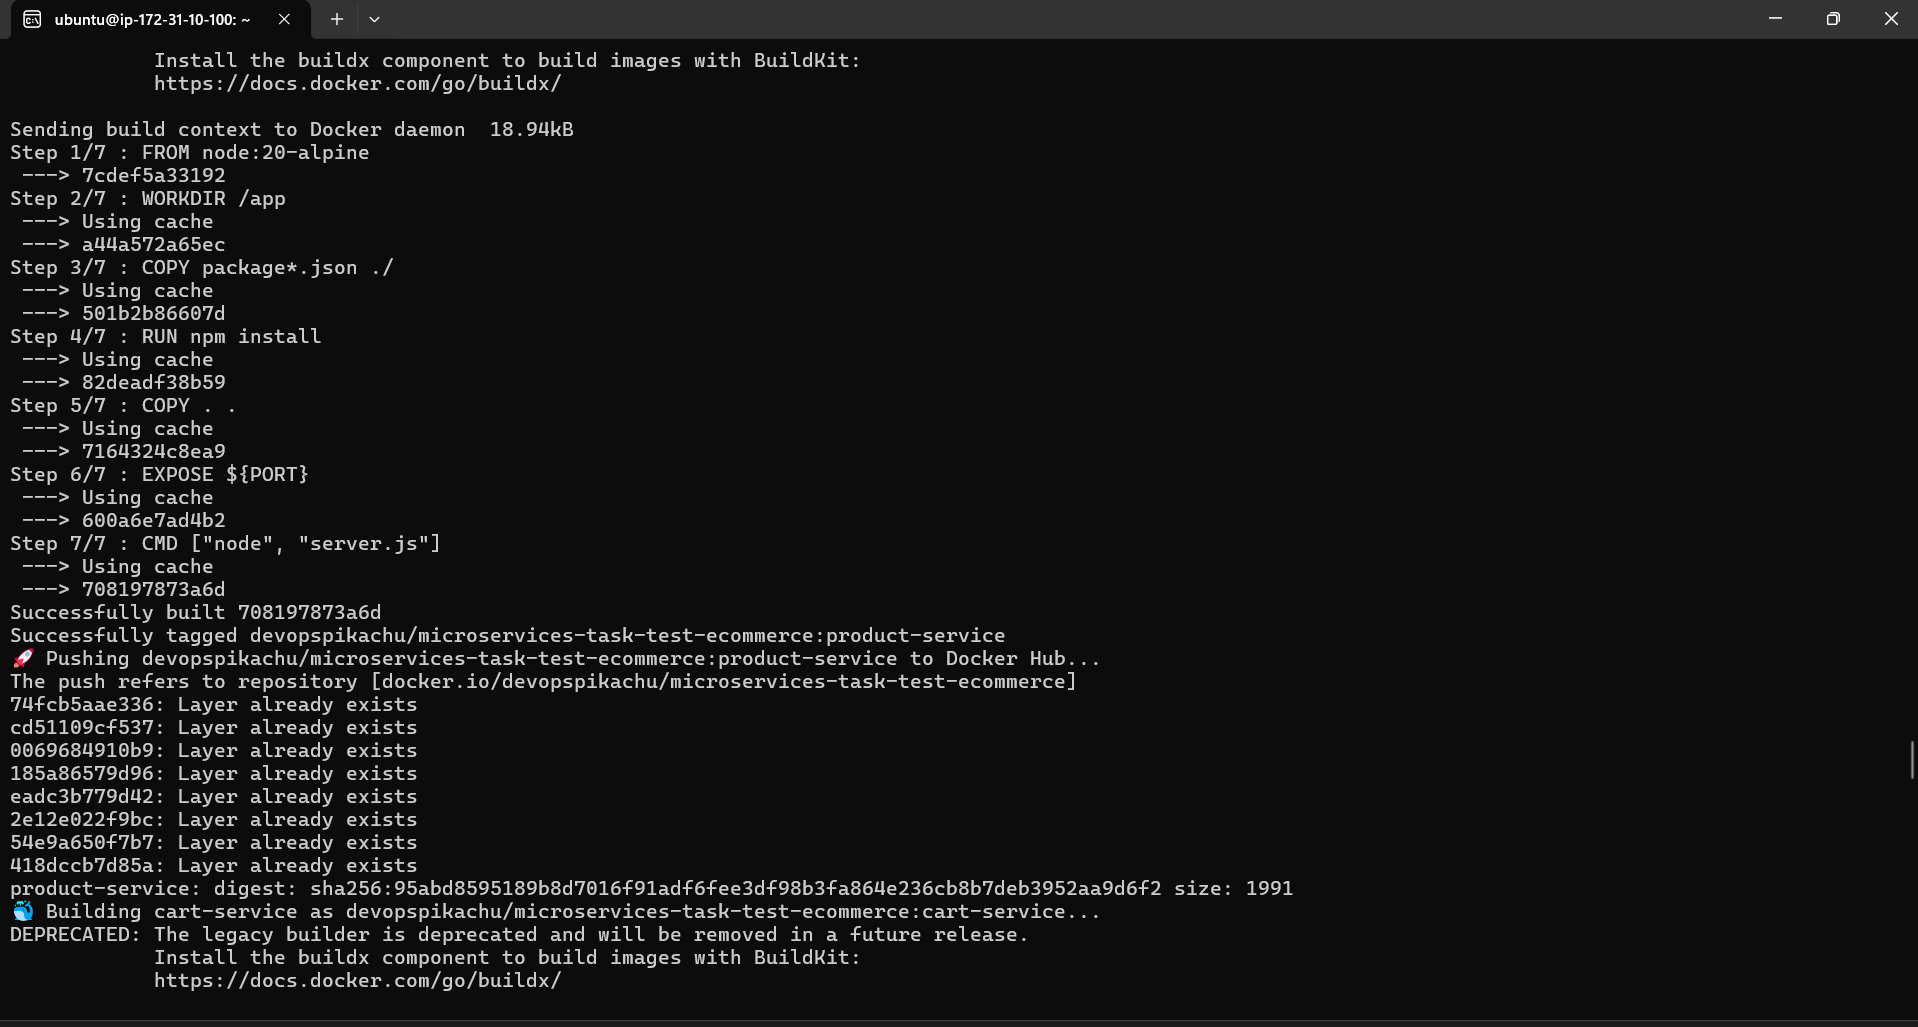 ubuntu@ip-172-31-10-100: ~
Install the buildx component to build images with BuildKit:
https://docs.docker.com/go/buildx/
Sending build context to Docker daemon  18.94kB
Step 1/7 : FROM node:20-alpine
---> 7cdef5a33192
Step 2/7 : WORKDIR /app
---> Using cache
---> a44a572a65ec
Step 3/7 : COPY package*.json ./
---> Using cache
---> 501b2b86607d
Step 4/7 : RUN npm install
---> Using cache
---> 82deadf38b59
Step 5/7 : COPY . .
---> Using cache
---> 7164324c8ea9
Step 6/7 : EXPOSE ${PORT}
---> Using cache
---> 600a6e7ad4b2
Step 7/7 : CMD ["node", "server.js"]
---> Using cache
---> 708197873a6d
Successfully built 708197873a6d
Successfully tagged devopspikachu/microservices-task-test-ecommerce:product-service
🚀 Pushing devopspikachu/microservices-task-test-ecommerce:product-service to Docker Hub...
The push refers to repository [docker.io/devopspikachu/microservices-task-test-ecommerce]
74fcb5aae336: Layer already exists
cd51109cf537: Layer already exists
0069684910b9: Layer already exists
185a86579d96: Layer already exists
eadc3b779d42: Layer already exists
2e12e022f9bc: Layer already exists
54e9a650f7b7: Layer already exists
418dccb7d85a: Layer already exists
product-service: digest: sha256:95abd8595189b8d7016f91adf6fee3df98b3fa864e236cb8b7deb3952aa9d6f2 size: 1991
🐳 Building cart-service as devopspikachu/microservices-task-test-ecommerce:cart-service...
DEPRECATED: The legacy builder is deprecated and will be removed in a future release.
Install the buildx component to build images with BuildKit:
https://docs.docker.com/go/buildx/